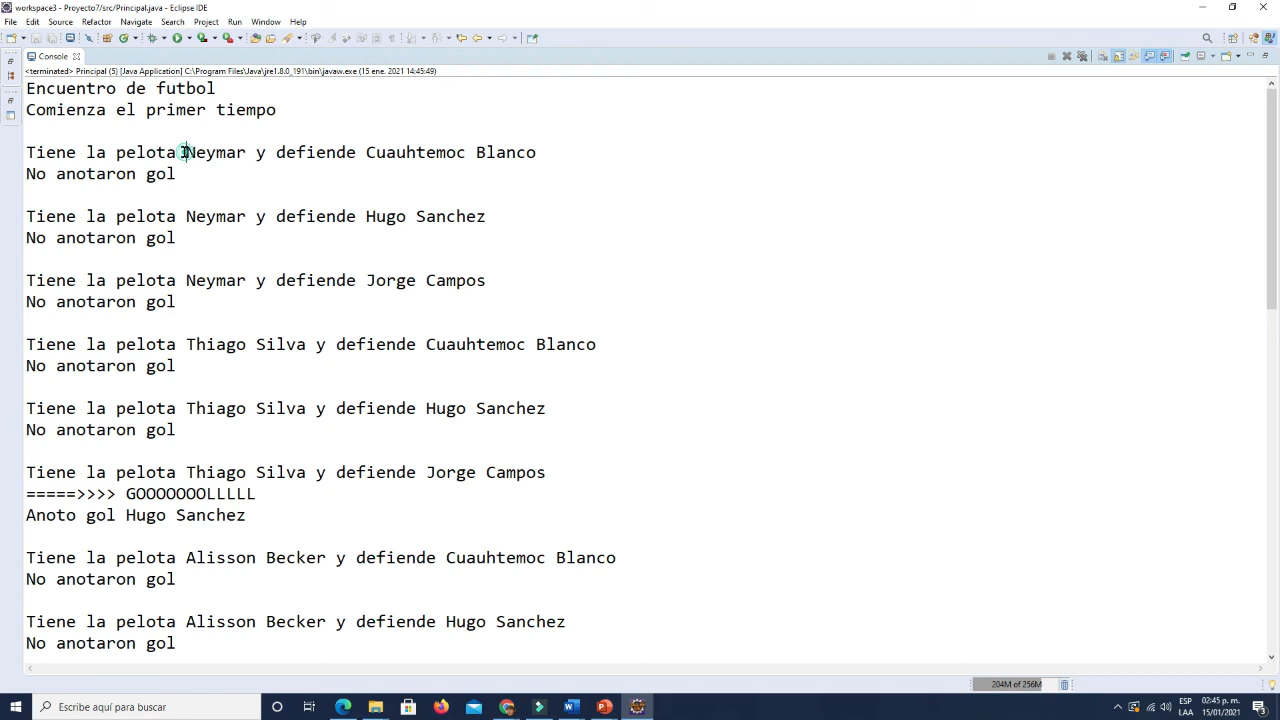 workspace3 - Proyecto7/src/Principal.java - Eclipse IDE
File Edit Source Refactor Navigate Search Project Run Window Help
Console
<terminated> Principal (5) [Java Application] C:\Program Files\Java\jre1.8.0_191\bin\javaw.exe (15 ene. 2021 14:45:49)
Encuentro de futbol
Comienza el primer tiempo
Tiene la pelota Neymar y defiende Cuauhtemoc Blanco
No anotaron gol
Tiene la pelota Neymar y defiende Hugo Sanchez
No anotaron gol
Tiene la pelota Neymar y defiende Jorge Campos
No anotaron gol
Tiene la pelota Thiago Silva y defiende Cuauhtemoc Blanco
No anotaron gol
Tiene la pelota Thiago Silva y defiende Hugo Sanchez
No anotaron gol
Tiene la pelota Thiago Silva y defiende Jorge Campos
=====>>>> GOOOOOOOLLLLL
Anoto gol Hugo Sanchez
Tiene la pelota Alisson Becker y defiende Cuauhtemoc Blanco
No anotaron gol
Tiene la pelota Alisson Becker y defiende Hugo Sanchez
No anotaron gol
204M of 256M
Escribe aquí para buscar
ESP 02:45 p. m.
LAA 15/01/2021